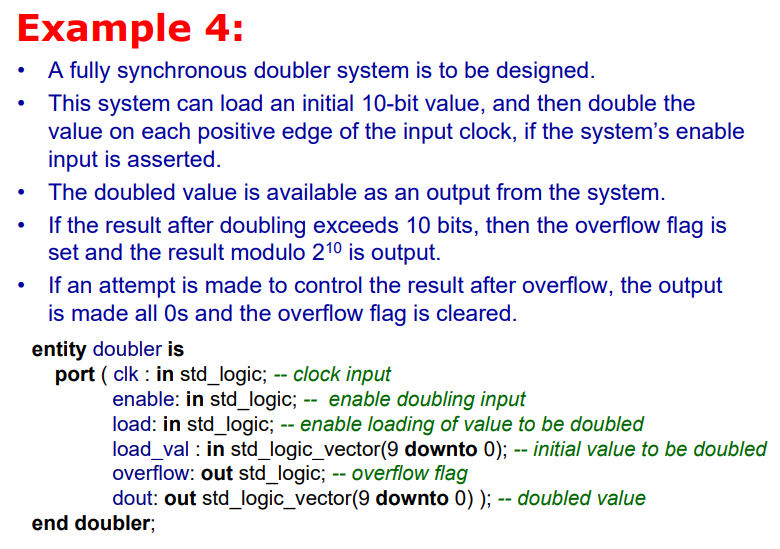 Example 4:
• A fully synchronous doubler system is to be designed.
• This system can load an initial 10-bit value, and then double the
value on each positive edge of the input clock, if the system's enable
input is asserted.
• The doubled value is available as an output from the system.
• If the result after doubling exceeds 10 bits, then the overflow flag is
set and the result modulo 2¹⁰ is output.
• If an attempt is made to control the result after overflow, the output
is made all 0s and the overflow flag is cleared.
entity doubler is
port ( clk : in std_logic; -- clock input
enable: in std_logic; -- enable doubling input
load: in std_logic; -- enable loading of value to be doubled
load_val : in std_logic_vector(9 downto 0); -- initial value to be doubled
overflow: out std_logic; -- overflow flag
dout: out std_logic_vector(9 downto 0) ); -- doubled value
end doubler;